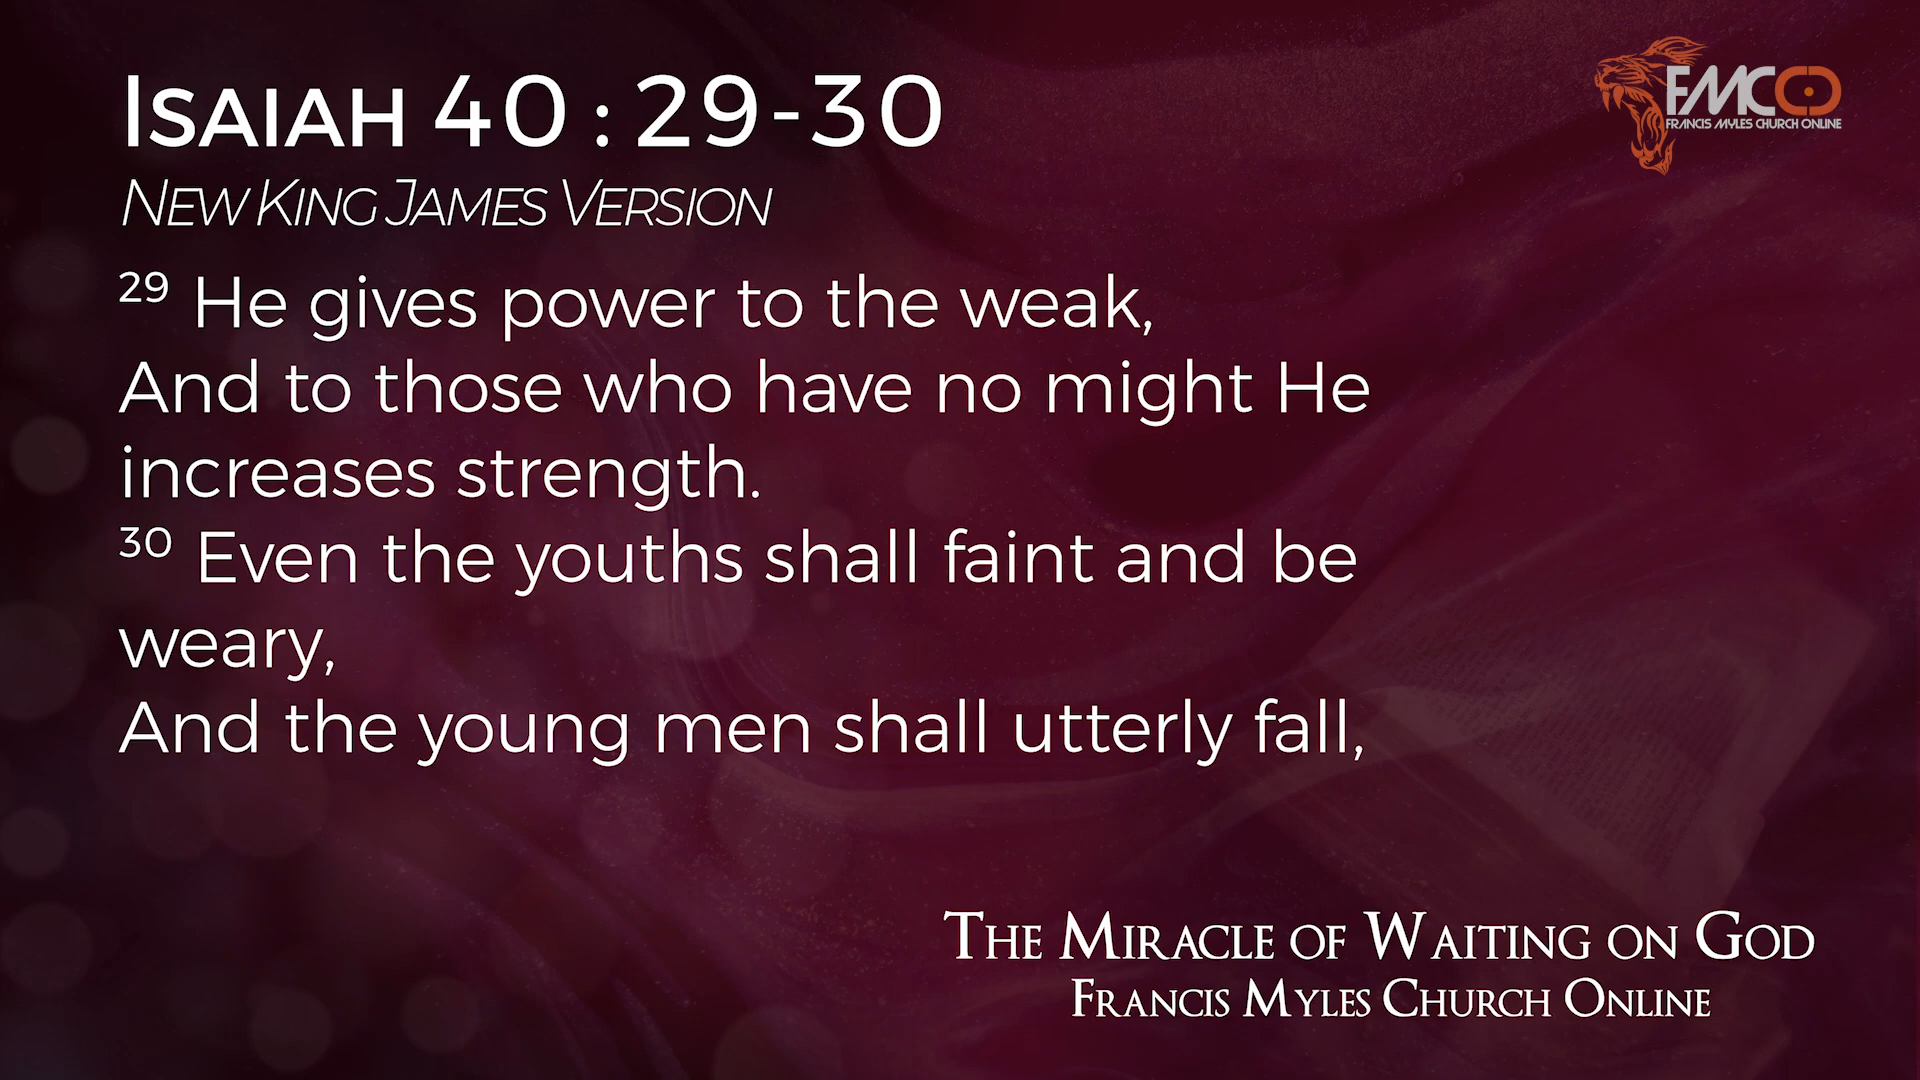 ISAIAH 40 : 29-30
NEW KING JAMES VERSION
29 He gives power to the weak,
And to those who have no might He
increases strength.
30 Even the youths shall faint and be
weary,
And the young men shall utterly fall,
FMCO
FRANCIS MYLES CHURCH ONLINE
THE MIRACLE OF WAITING ON GOD
FRANCIS MYLES CHURCH ONLINE